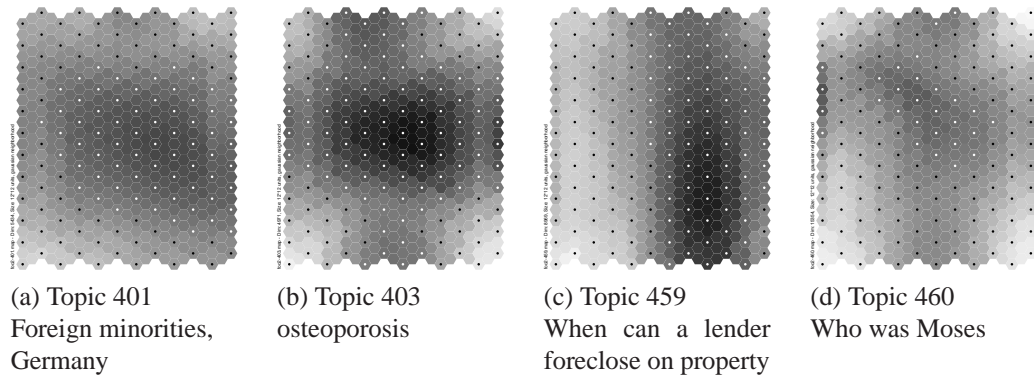 (a) Topic 401
Foreign minorities,
Germany
(b) Topic 403
osteoporosis
(c) Topic 459
When can a lender
foreclose on property
(d) Topic 460
Who was Moses